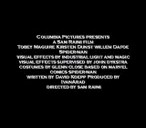 Columbia Pictures presents
a Sam Raimi film
Tobey Maguire Kirsten Dunst Willen Dafoe
Spiderman
visual effects by Industrial Light and Magic
visual effects supervised by John Dykstra
costumes by Glenn Close based on Marvel
Comics Spiderman
written by David Koepp produced by
IvanArad
directed by Sam Raimi